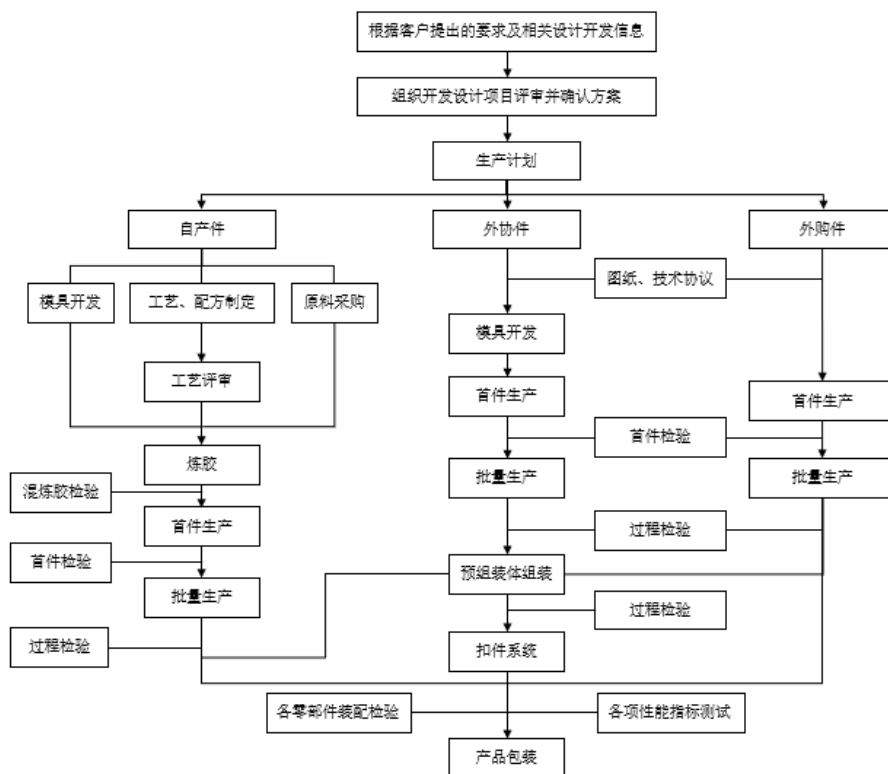 根据客户提出的要求及相关设计开发信息
组织开发设计项目评审并确认方案
生产计划
自产件
外协件
外购件
图纸、技术协议
模具开发
工艺、配方制定
原料采购
模具开发
工艺评审
首件生产
首件生产
首件检验
炼胶
批量生产
批量生产
混炼胶检验
首件生产
过程检验
首件检验
预组装体组装
批量生产
过程检验
过程检验
扣件系统
各零部件装配检验
各项性能指标测试
产品包装